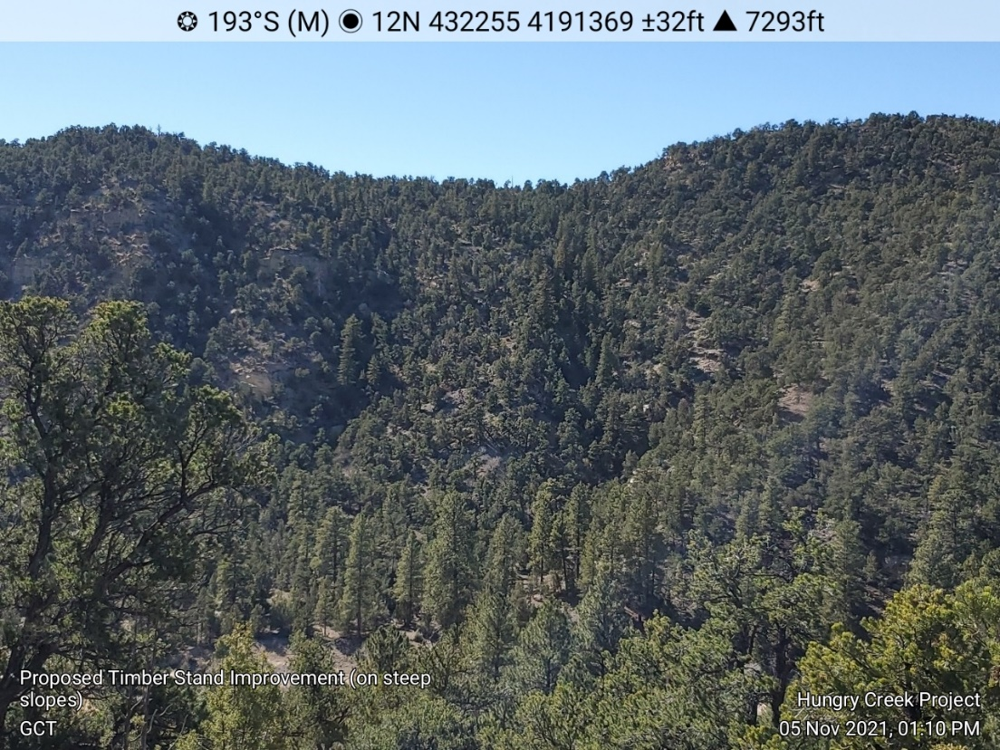 193°S (M) 12N 432255 4191369 ±32ft ▲ 7293ft
Proposed Timber Stand Improvement (on steep
slopes)
GCT
Hungry Creek Project
05 Nov 2021, 01:10 PM